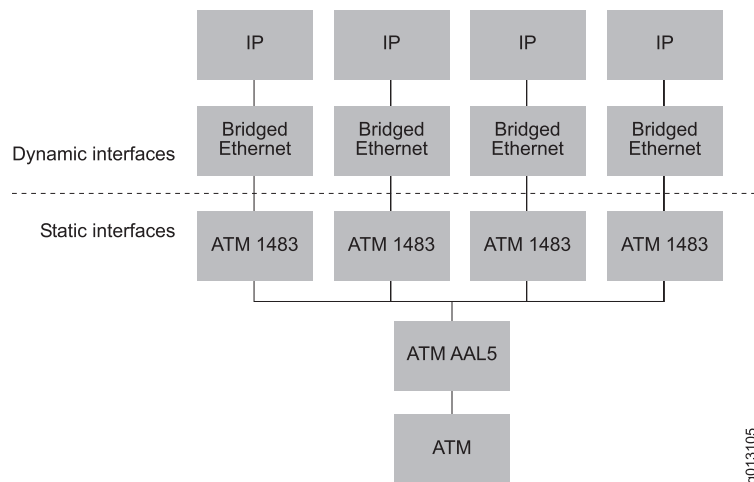 IP IP IP IP
Bridged Ethernet Bridged Ethernet Bridged Ethernet Bridged Ethernet
Dynamic interfaces
Static interfaces
ATM 1483 ATM 1483 ATM 1483 ATM 1483
ATM AAL5
ATM
g013105